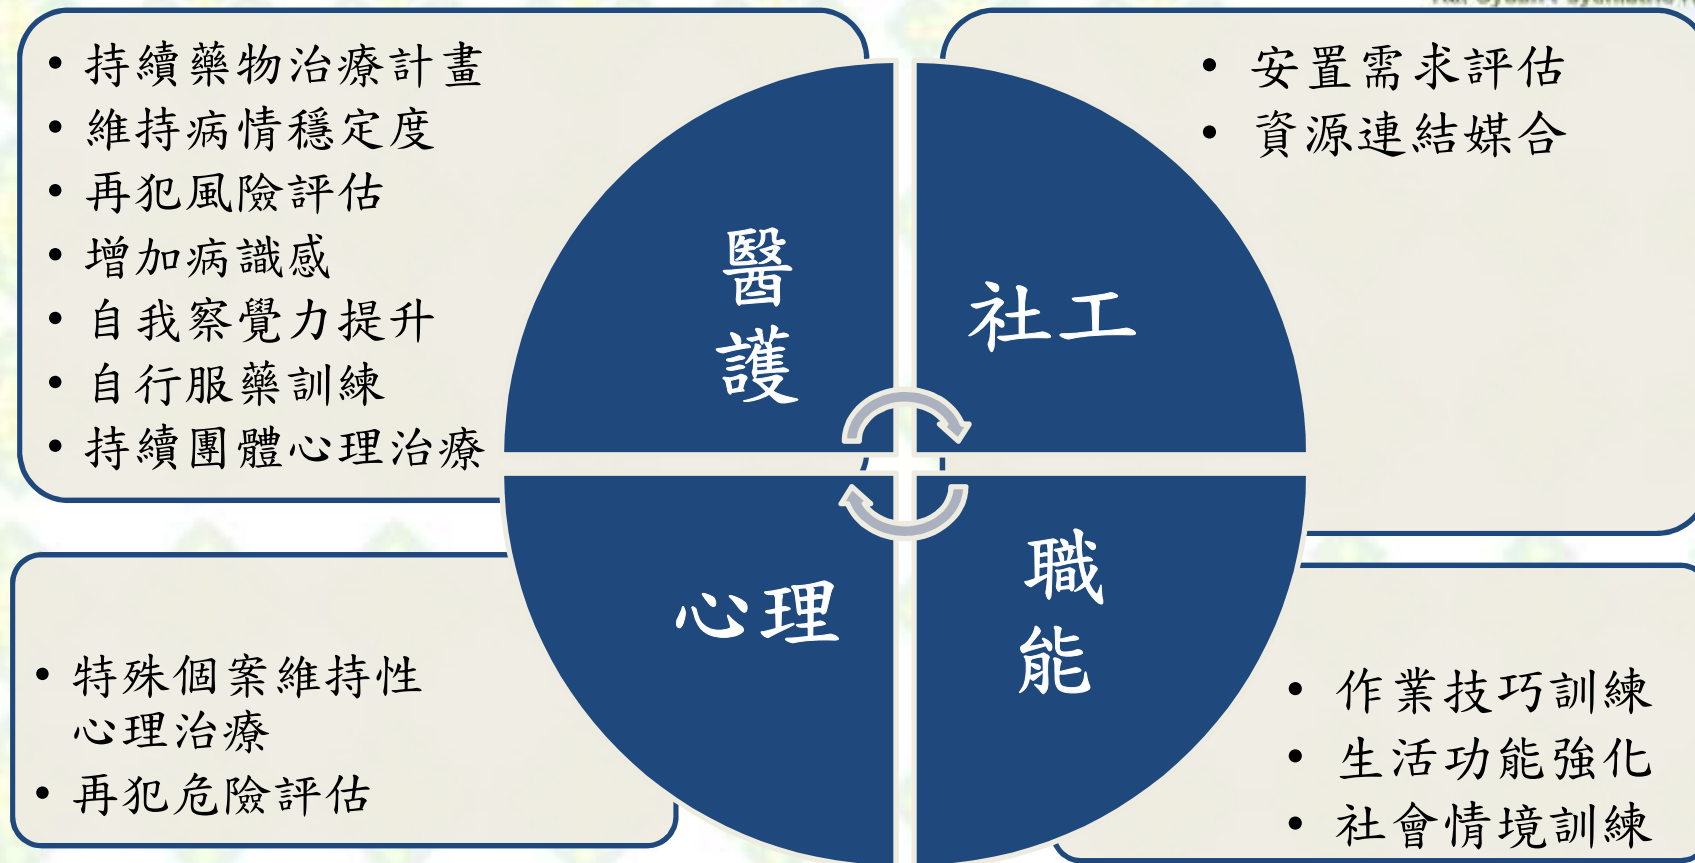 • 持續藥物治療計畫
• 維持病情穩定度
• 再犯風險評估
• 增加病識感
• 自我察覺力提升
• 自行服藥訓練
• 持續團體心理治療
醫
護
社工
• 安置需求評估
• 資源連結媒合
心理
• 特殊個案維持性
心理治療
• 再犯危險評估
職
能
• 作業技巧訓練
• 生活功能強化
• 社會情境訓練